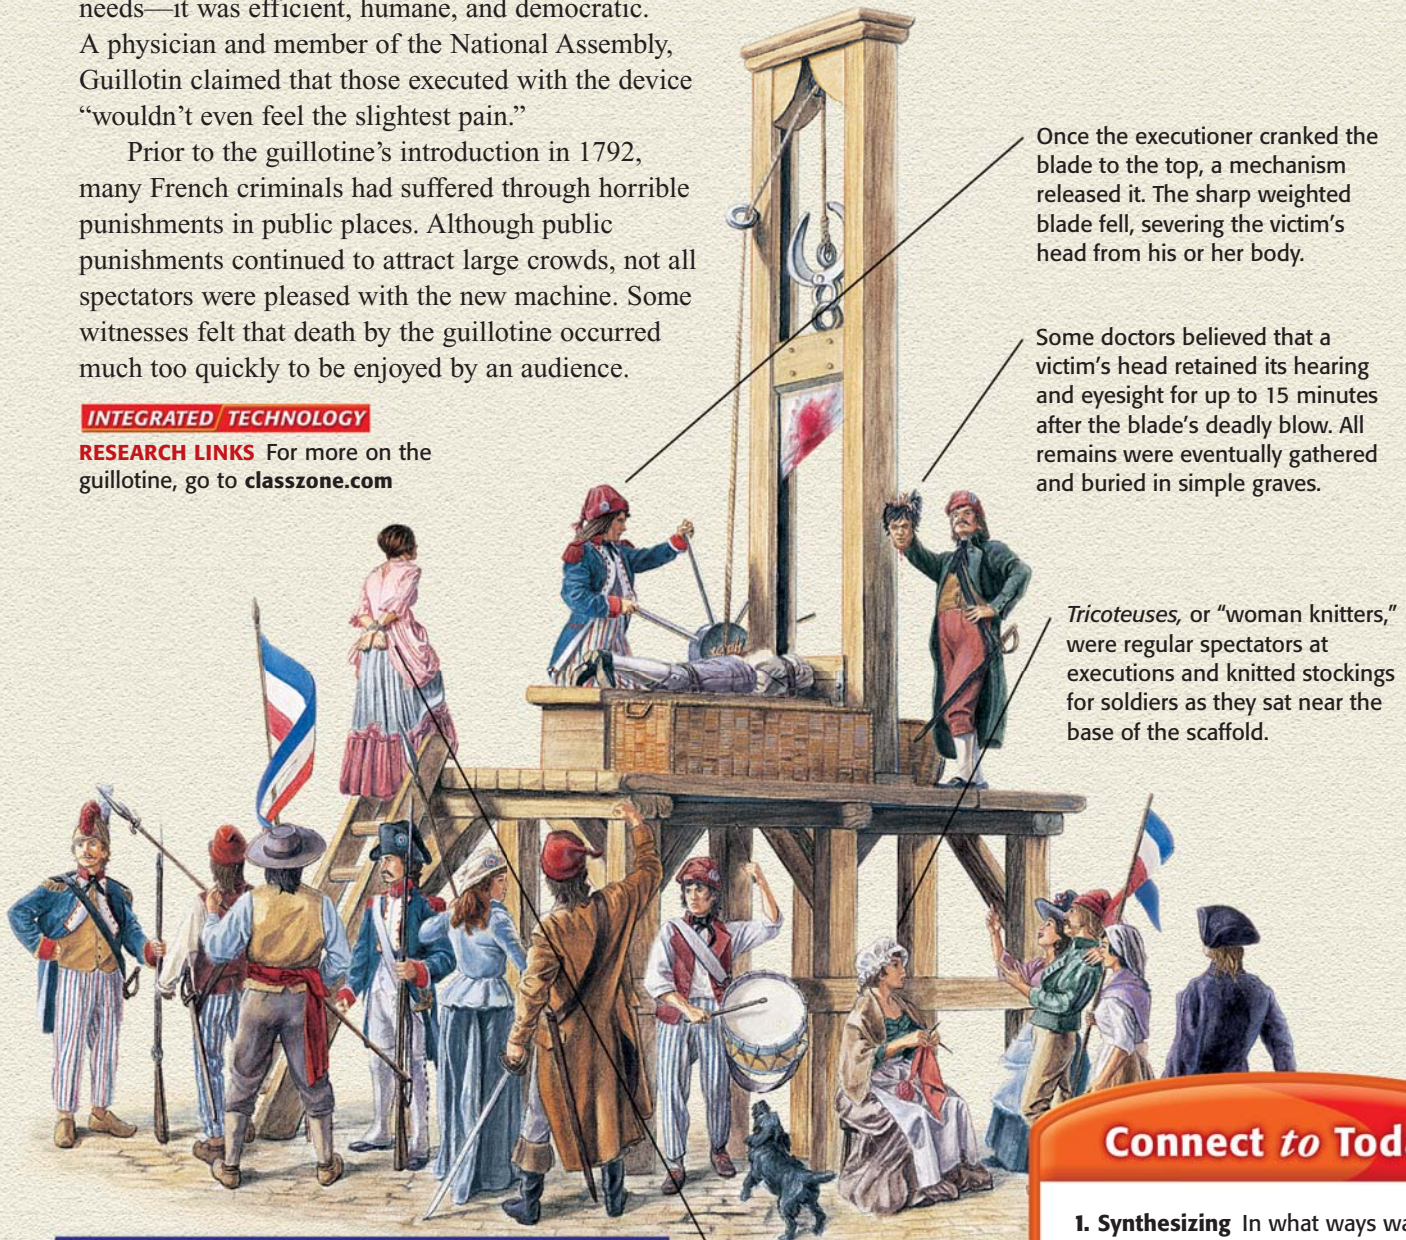 needs—it was efficient, humane, and democratic.
A physician and member of the National Assembly,
Guillotin claimed that those executed with the device
“wouldn’t even feel the slightest pain.”
Prior to the guillotine’s introduction in 1792,
many French criminals had suffered through horrible
punishments in public places. Although public
punishments continued to attract large crowds, not all
spectators were pleased with the new machine. Some
witnesses felt that death by the guillotine occurred
much too quickly to be enjoyed by an audience.
INTEGRATED / TECHNOLOGY
RESEARCH LINKS For more on the
guillotine, go to classzone.com
Once the executioner cranked the
blade to the top, a mechanism
released it. The sharp weighted
blade fell, severing the victim’s
head from his or her body.
Some doctors believed that a
victim’s head retained its hearing
and eyesight for up to 15 minutes
after the blade’s deadly blow. All
remains were eventually gathered
and buried in simple graves.
Tricoteuses, or “woman knitters,”
were regular spectators at
executions and knitted stockings
for soldiers as they sat near the
base of the scaffold.
Connect to
1. Synthesizing In what ways